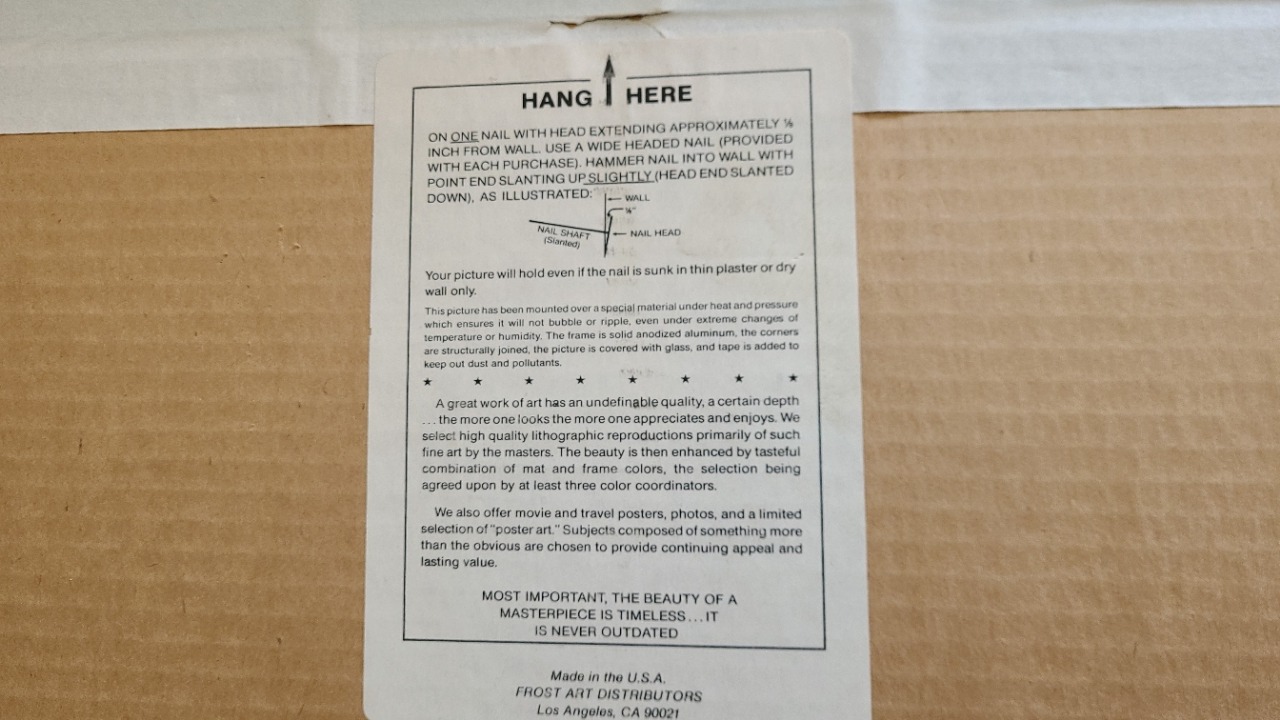 HANG HERE
ON ONE NAIL WITH HEAD EXTENDING APPROXIMATELY ⅛
INCH FROM WALL. USE A WIDE HEADED NAIL (PROVIDED
WITH EACH PURCHASE). HAMMER NAIL INTO WALL WITH
POINT END SLANTING UP SLIGHTLY (HEAD END SLANTED
DOWN), AS ILLUSTRATED:
WALL
⅛"
NAIL SHAFT
(Slanted)
NAIL HEAD
Your picture will hold even if the nail is sunk in thin plaster or dry
wall only.
This picture has been mounted over a special material under heat and pressure
which ensures it will not bubble or ripple, even under extreme changes of
temperature or humidity. The frame is solid anodized aluminum, the corners
are structurally joined, the picture is covered with glass, and tape is added to
keep out dust and pollutants.
★ ★ ★ ★ ★ ★ ★ ★
A great work of art has an undefinable quality, a certain depth
... the more one looks the more one appreciates and enjoys. We
select high quality lithographic reproductions primarily of such
fine art by the masters. The beauty is then enhanced by tasteful
combination of mat and frame colors, the selection being
agreed upon by at least three color coordinators.
We also offer movie and travel posters, photos, and a limited
selection of "poster art." Subjects composed of something more
than the obvious are chosen to provide continuing appeal and
lasting value.
MOST IMPORTANT, THE BEAUTY OF A
MASTERPIECE IS TIMELESS...IT
IS NEVER OUTDATED
Made in the U.S.A.
FROST ART DISTRIBUTORS
Los Angeles, CA 90021